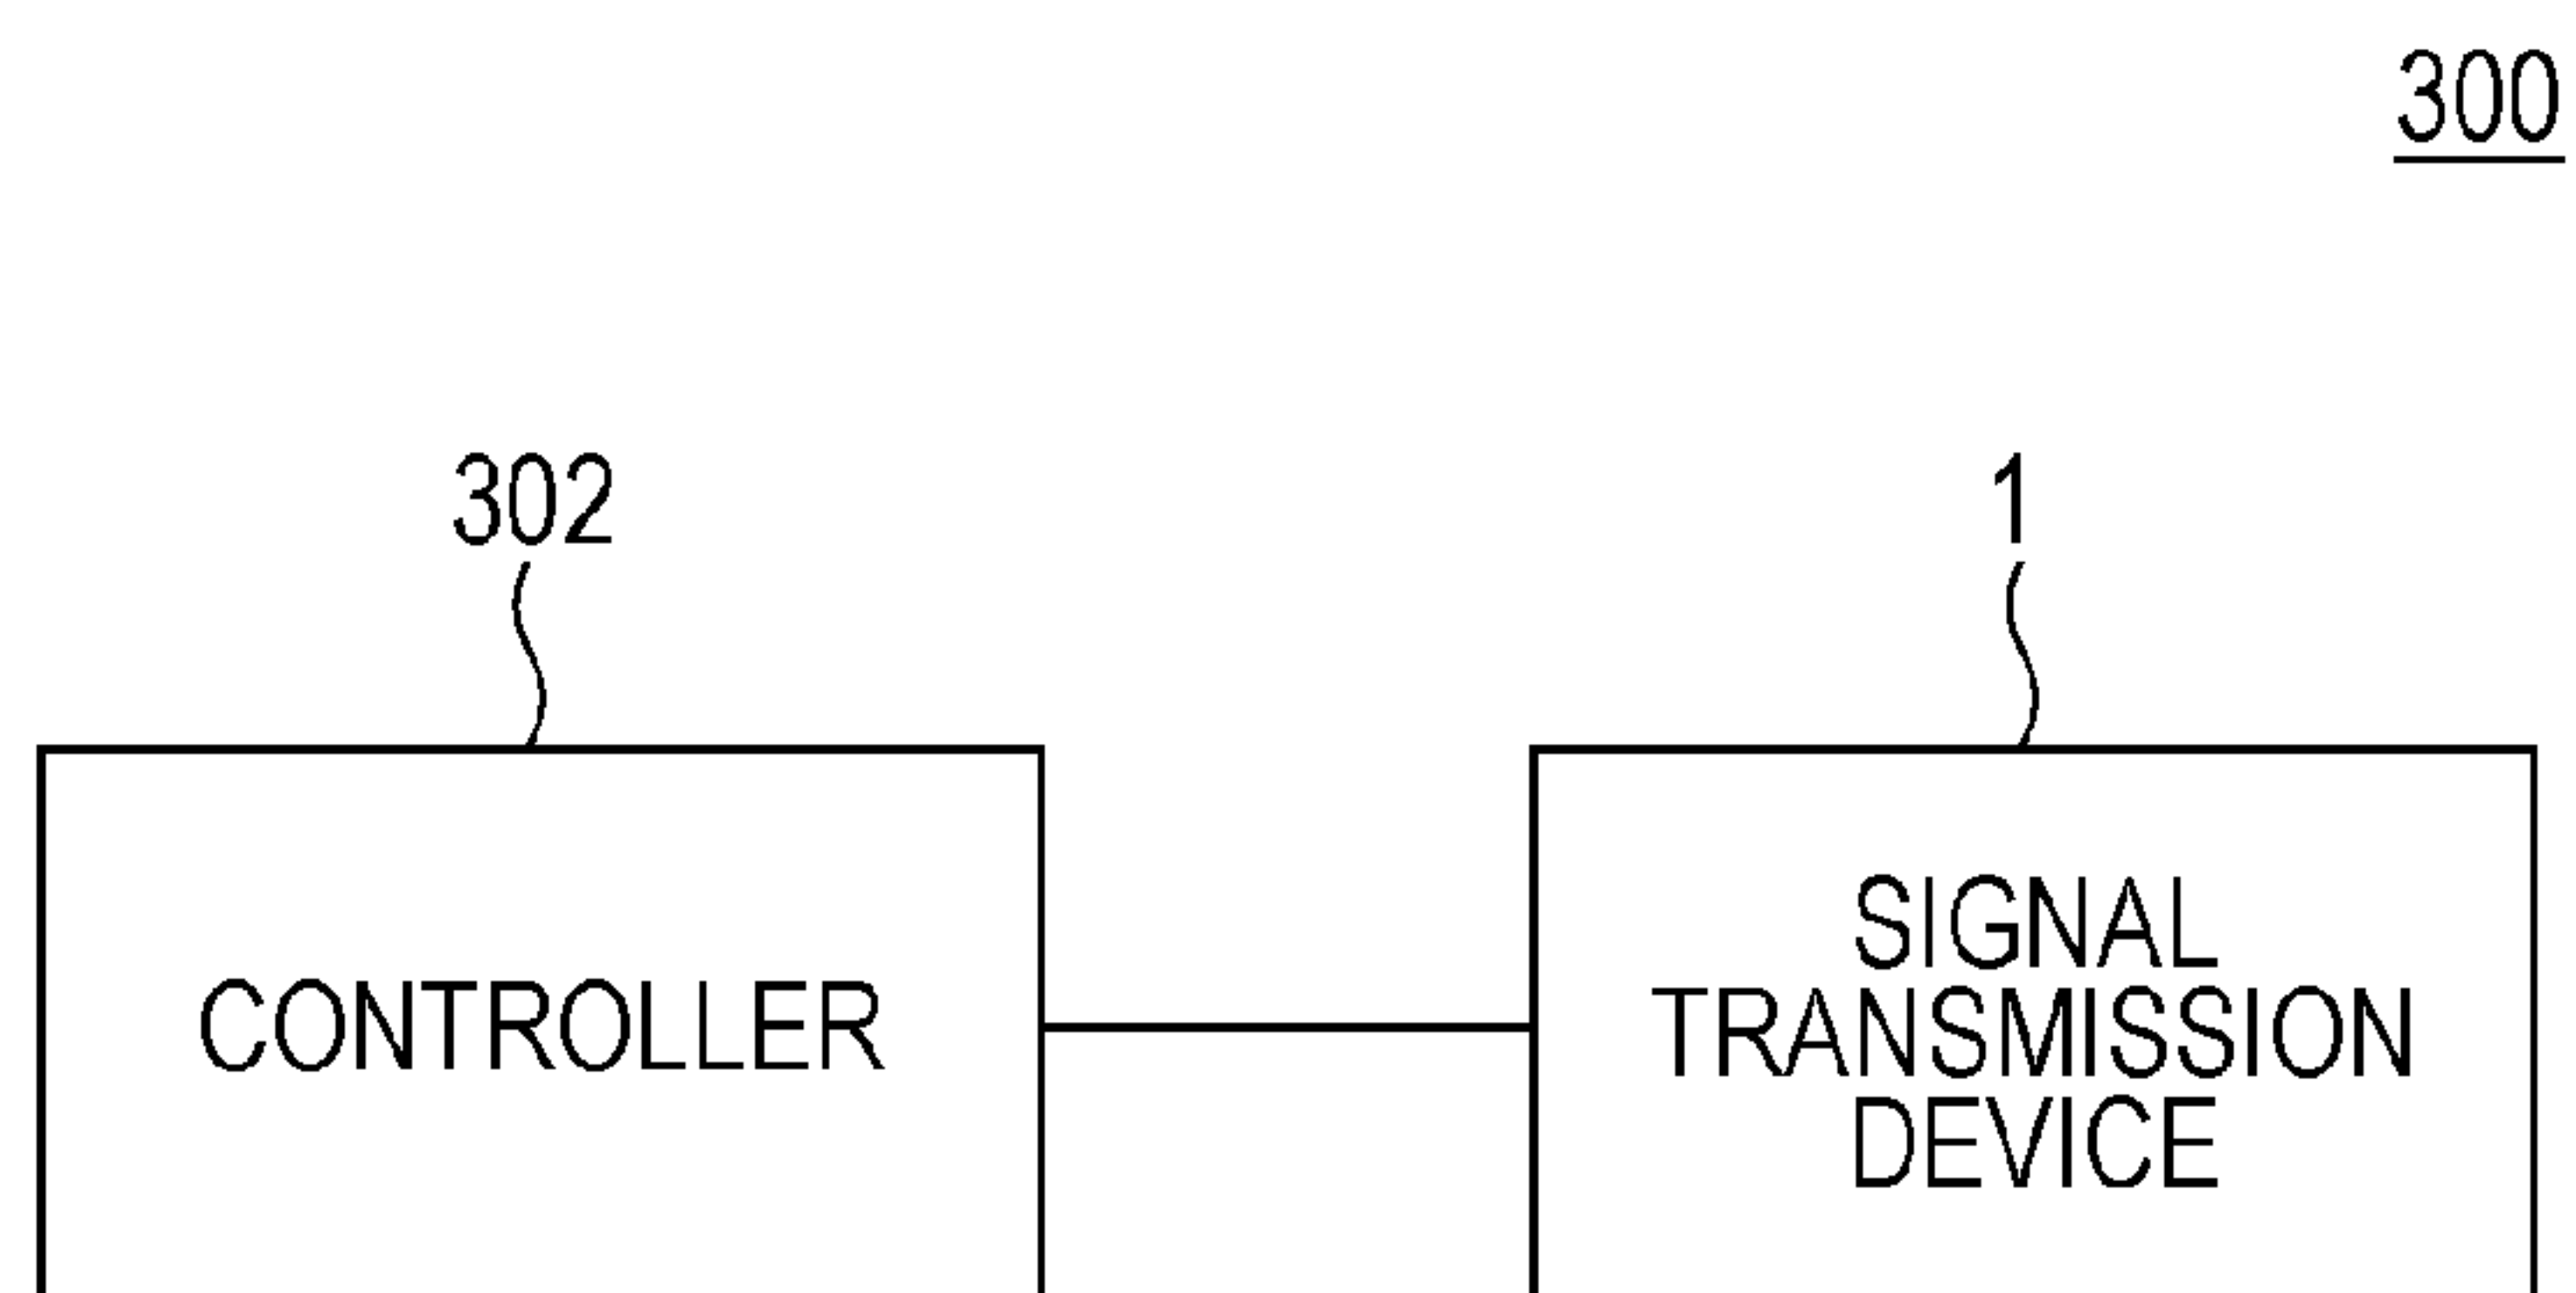 300
302
1
CONTROLLER
SIGNAL
TRANSMISSION
DEVICE